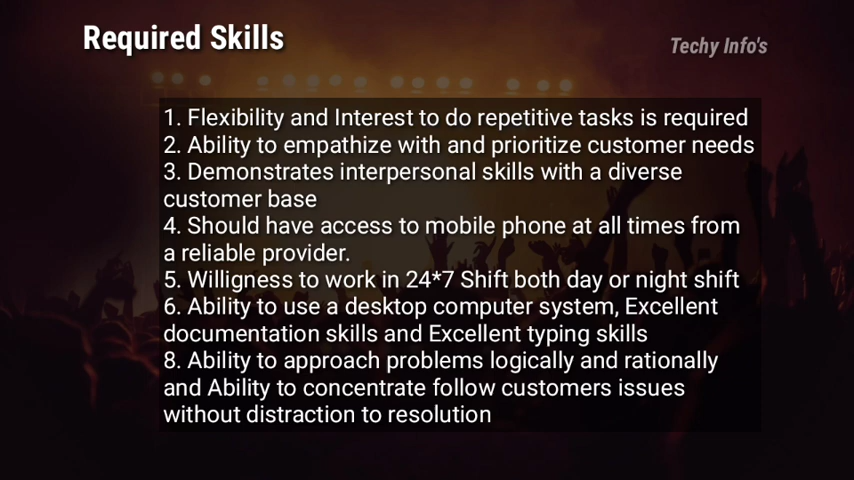 Required Skills
Techy Info's
1. Flexibility and Interest to do repetitive tasks is required
2. Ability to empathize with and prioritize customer needs
3. Demonstrates interpersonal skills with a diverse
customer base
4. Should have access to mobile phone at all times from
a reliable provider.
5. Willigness to work in 24*7 Shift both day or night shift
6. Ability to use a desktop computer system, Excellent
documentation skills and Excellent typing skills
8. Ability to approach problems logically and rationally
and Ability to concentrate follow customers issues
without distraction to resolution